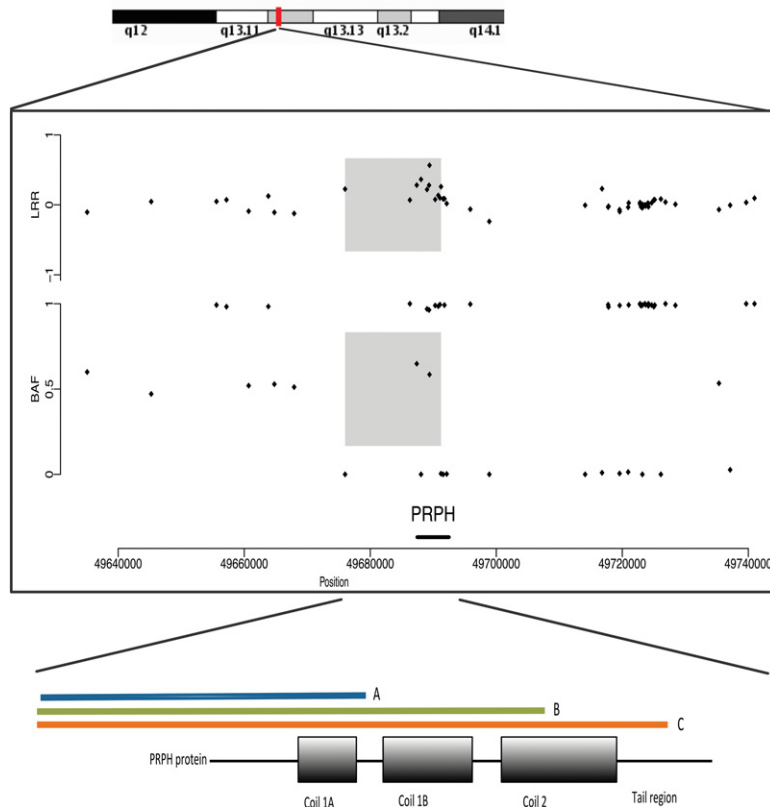 q12 q13.11 q13.13 q13.2 q14.1
1
LRR
0
−1
1
BAF
0.5
0
PRPH
49640000 49660000 49680000 49700000 49720000 49740000
Position
A
B
C
PRPH protein
Coil 1A Coil 1B Coil 2 Tail region